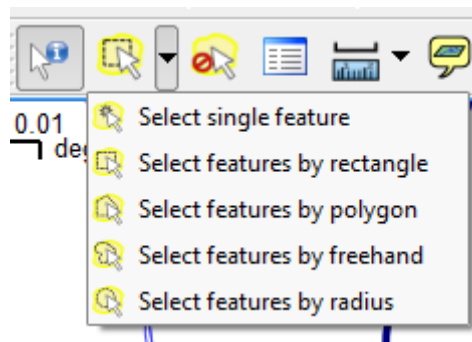 0.01
deg
Select single feature
Select features by rectangle
Select features by polygon
Select features by freehand
Select features by radius